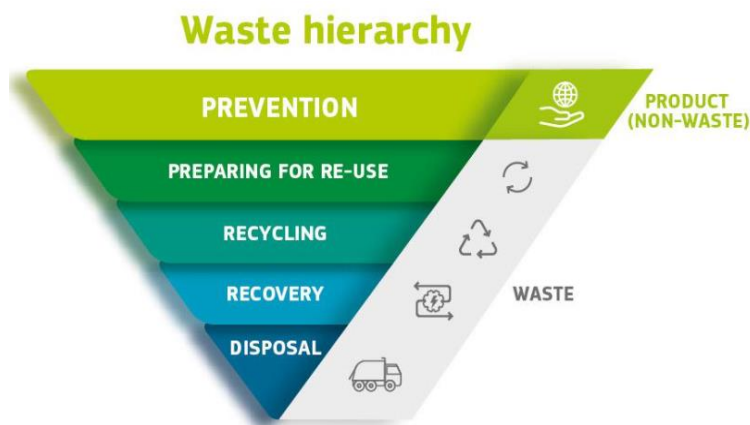 Waste hierarchy
PREVENTION
PRODUCT
(NON-WASTE)
PREPARING FOR RE-USE
RECYCLING
RECOVERY
WASTE
DISPOSAL